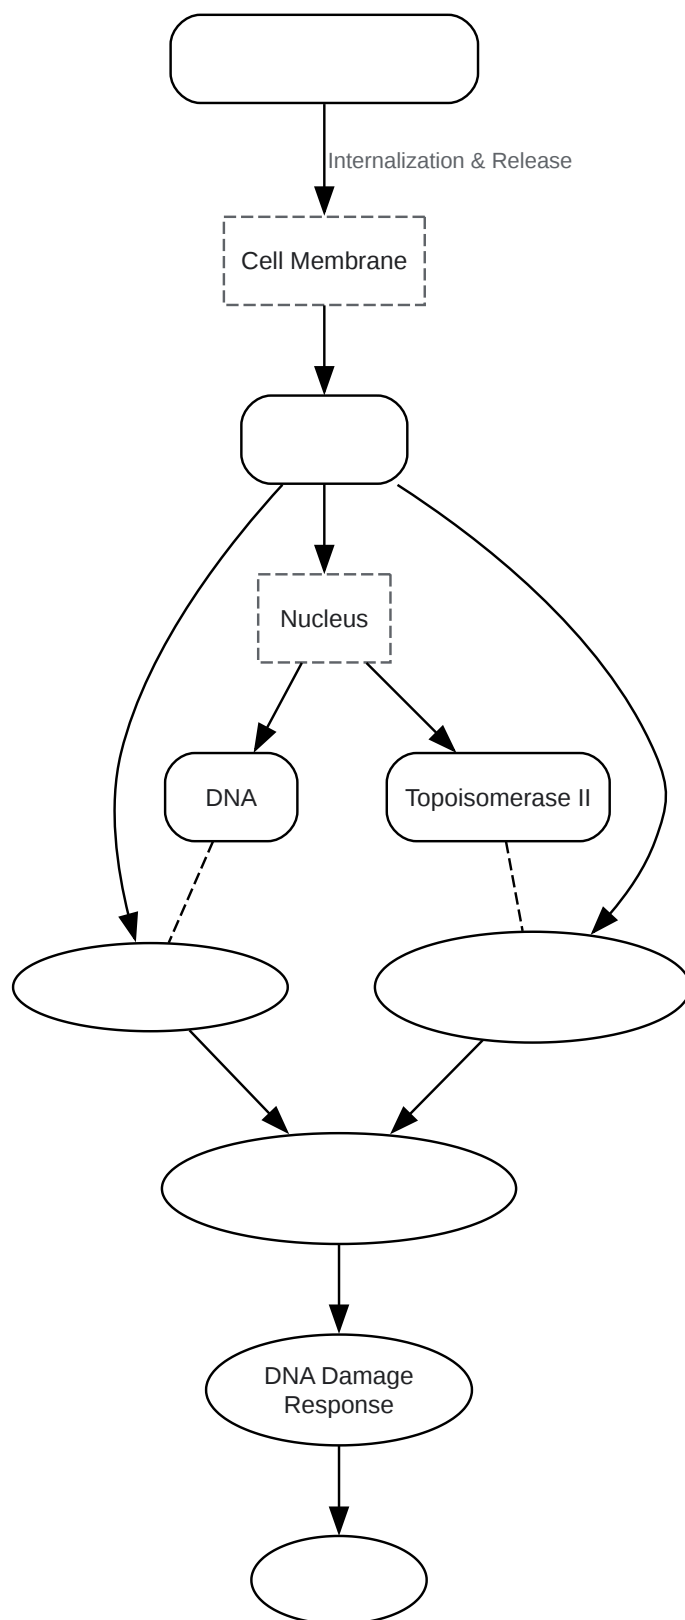 Internalization & Release
Cell Membrane
Nucleus
DNA
Topoisomerase II
DNA Damage
Response